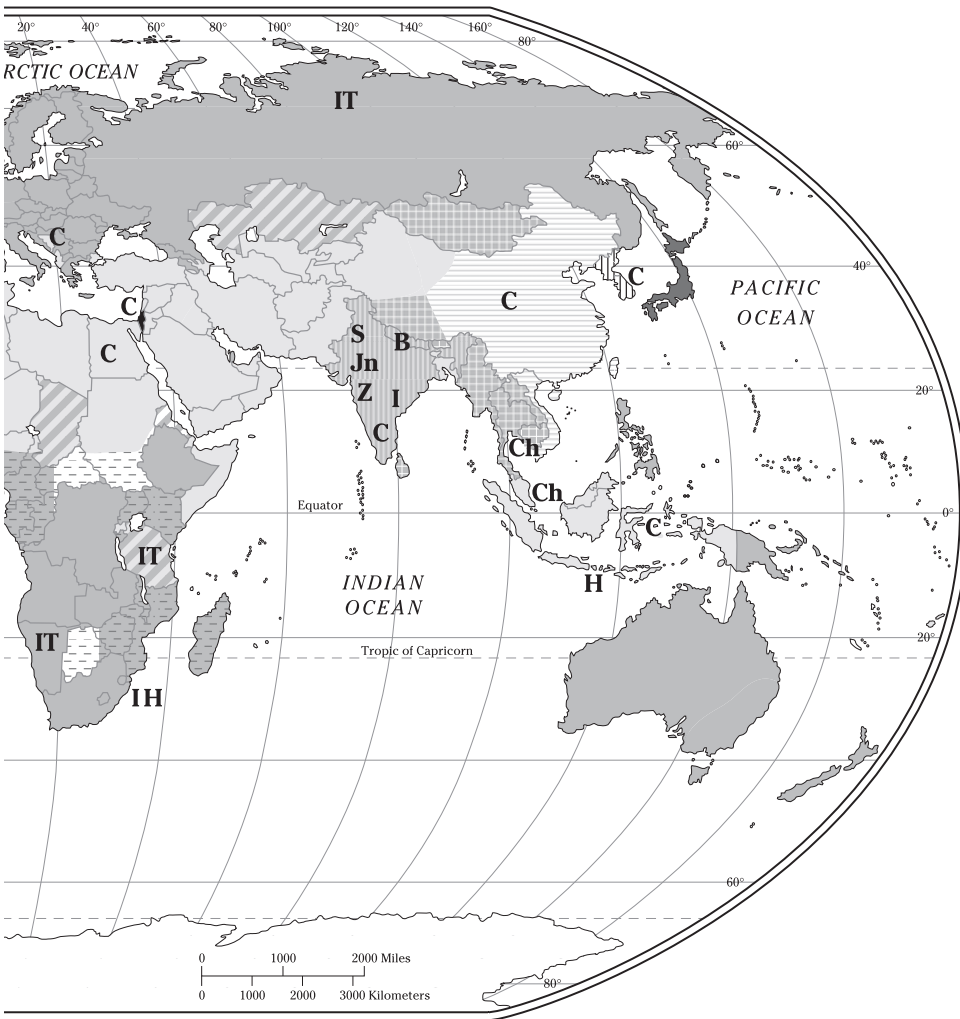 20° 40° 60° 80° 100° 120° 140° 160° 80°
RCTIC OCEAN
IT
60°
C
C
40°
PACIFIC
OCEAN
C
C
S
B
C
Jn
Z
I
20°
C
Ch
Ch
Equator
0°
C
IT
INDIAN
OCEAN
H
IT
20°
Tropic of Capricorn
I H
60°
0 1000 2000 Miles
0 1000 2000 3000 Kilometers
80°